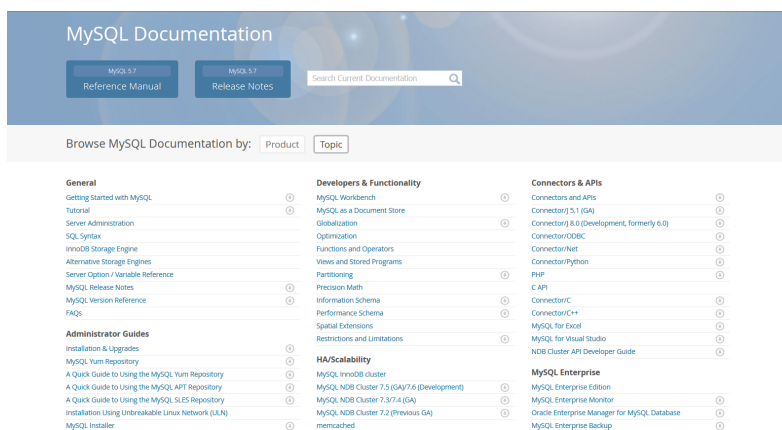 MySQL Documentation
MySQL 5.7
Reference Manual
MySQL 5.7
Release Notes
Search Current Documentation
Browse MySQL Documentation by:
Product
Topic
General
Getting Started with MySQL
Tutorial
Server Administration
SQL Syntax
InnoDB Storage Engine
Alternative Storage Engines
Server Option / Variable Reference
MySQL Release Notes
MySQL Version Reference
FAQs
Administrator Guides
Installation & Upgrades
MySQL Yum Repository
A Quick Guide to Using the MySQL Yum Repository
A Quick Guide to Using the MySQL APT Repository
A Quick Guide to Using the MySQL SLES Repository
Installation Using Unbreakable Linux Network (ULN)
MySQL Installer
Developers & Functionality
MySQL Workbench
MySQL as a Document Store
Globalization
Optimization
Functions and Operators
Views and Stored Programs
Partitioning
Precision Math
Information Schema
Performance Schema
Spatial Extensions
Restrictions and Limitations
HA/Scalability
MySQL InnoDB cluster
MySQL NDB Cluster 7.5 (GA)/7.6 (Development)
MySQL NDB Cluster 7.3/7.4 (GA)
MySQL NDB Cluster 7.2 (Previous GA)
memcached
Connectors & APIs
Connectors and APIs
Connector/J 5.1 (GA)
Connector/J 8.0 (Development, formerly 6.0)
Connector/ODBC
Connector/Net
Connector/Python
PHP
C API
Connector/C
Connector/C++
MySQL for Excel
MySQL for Visual Studio
NDB Cluster API Developer Guide
MySQL Enterprise
MySQL Enterprise Edition
MySQL Enterprise Monitor
Oracle Enterprise Manager for MySQL Database
MySQL Enterprise Backup